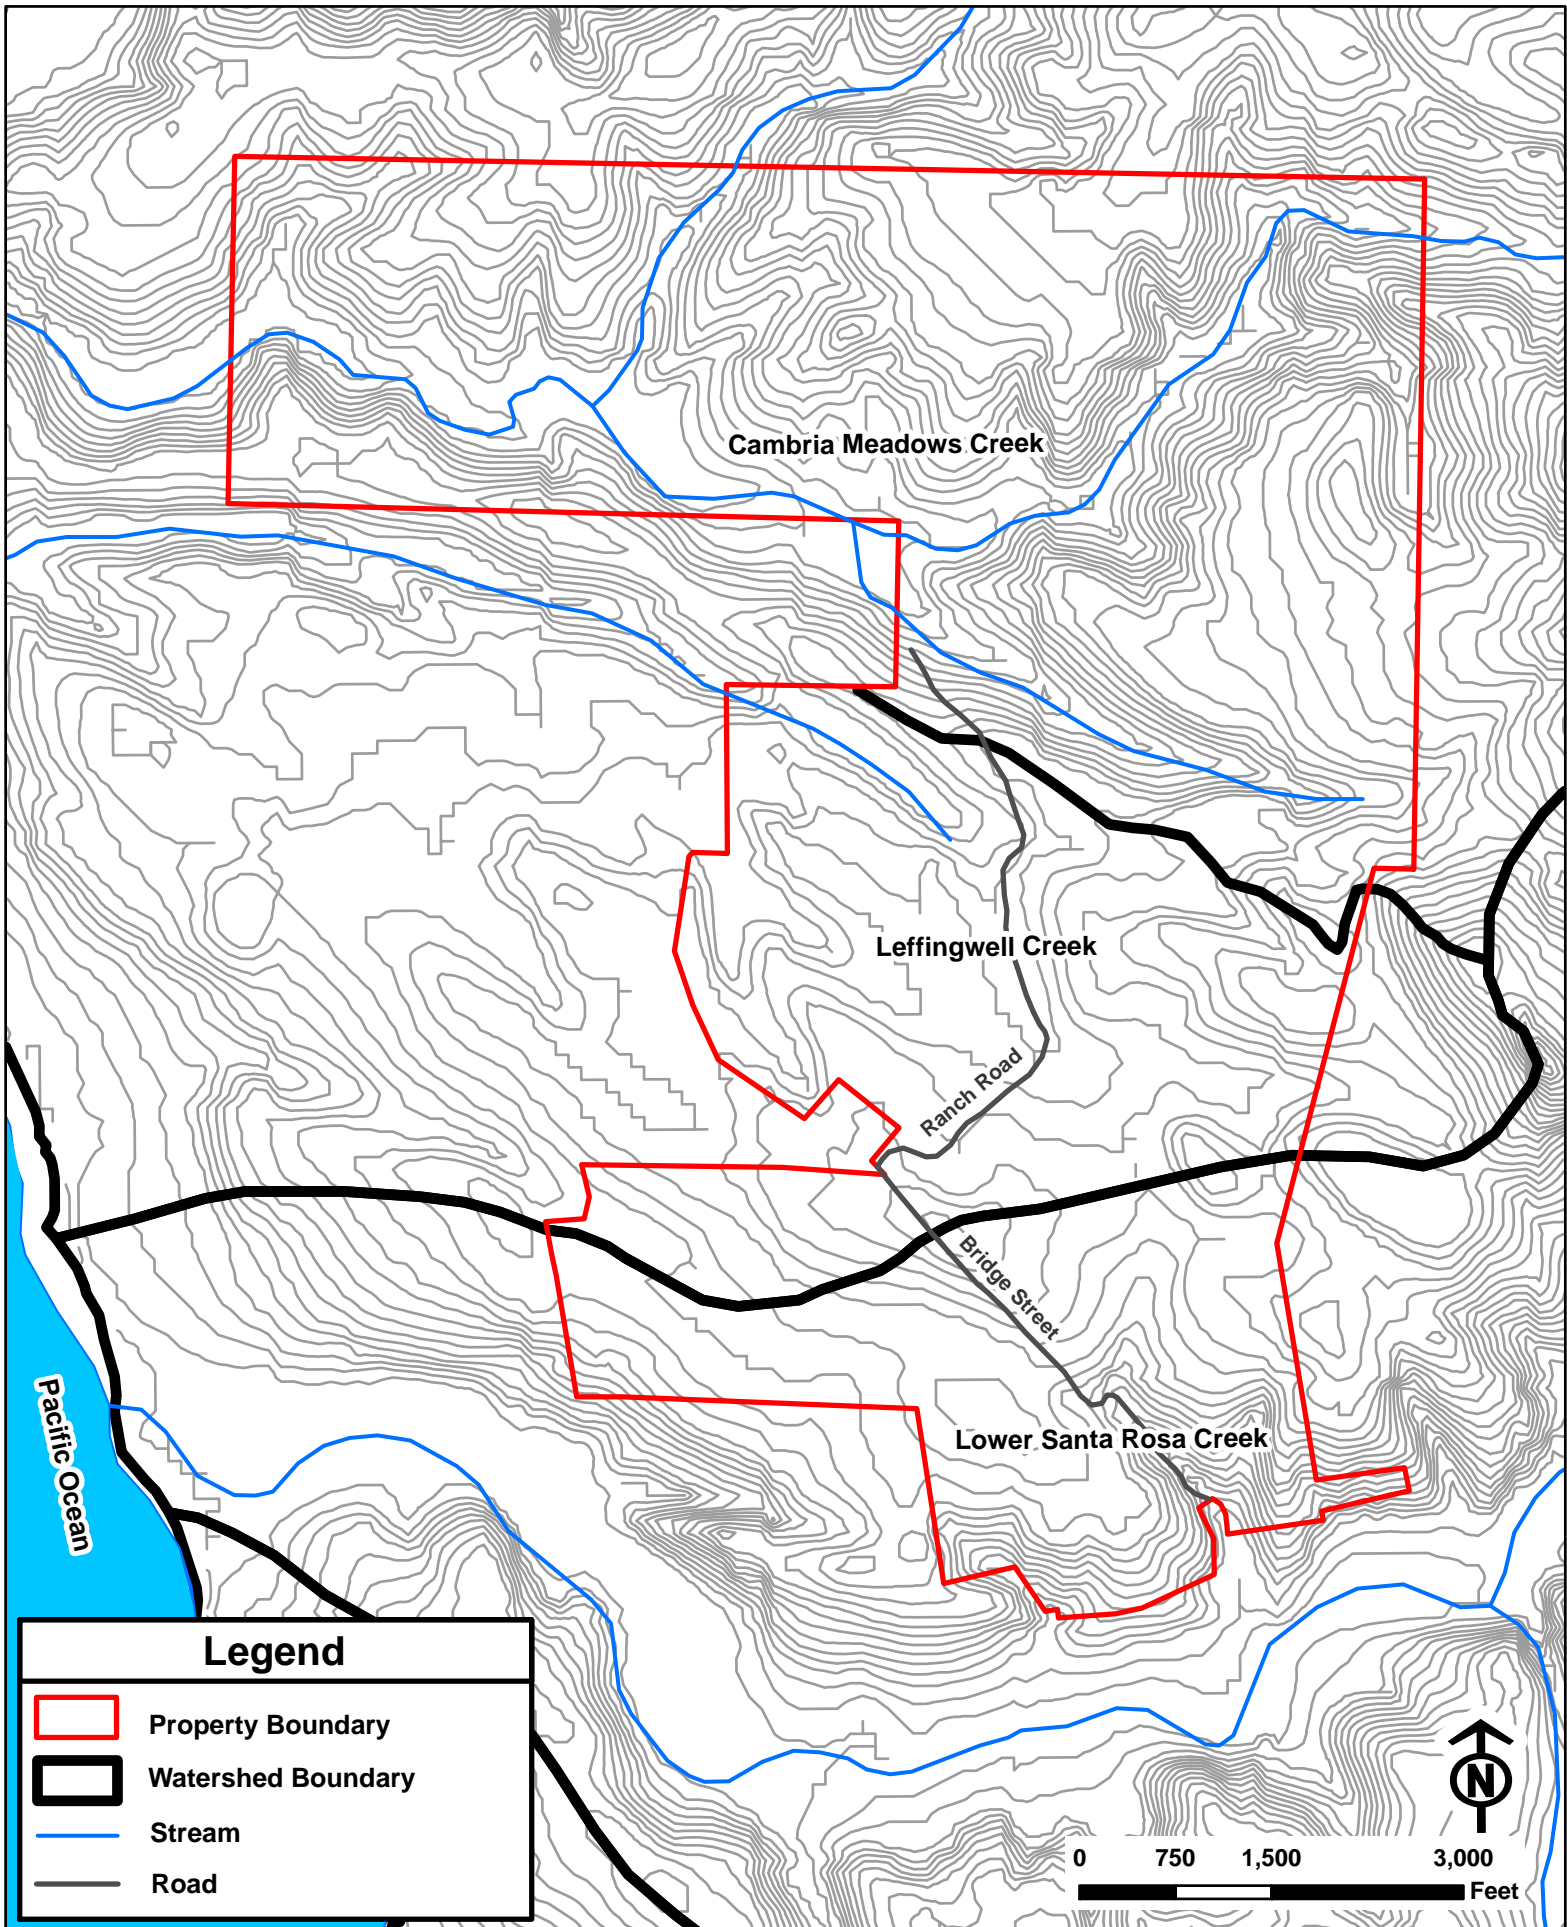 Cambria Meadows Creek
Leffingwell Creek
Ranch Road
Bridge Street
Lower Santa Rosa Creek
Pacific Ocean
Legend
Property Boundary
Watershed Boundary
Stream
Road
N
0 750 1,500 3,000
Feet